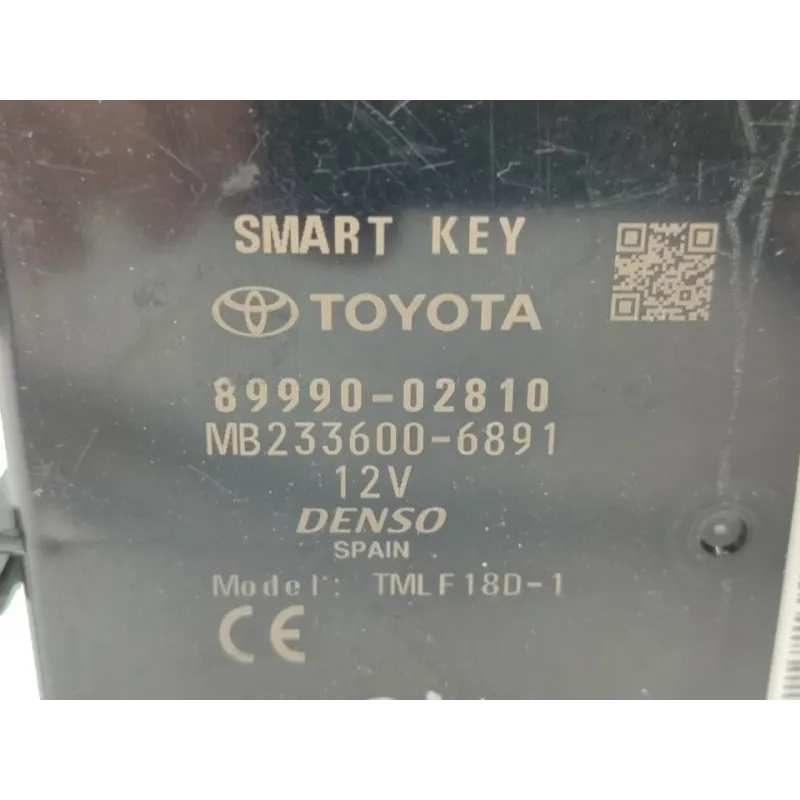 SMART KEY
TOYOTA
89990-02810
MB233600-6891
12V
DENSO
SPAIN
Model: TMLF18D-1
CE